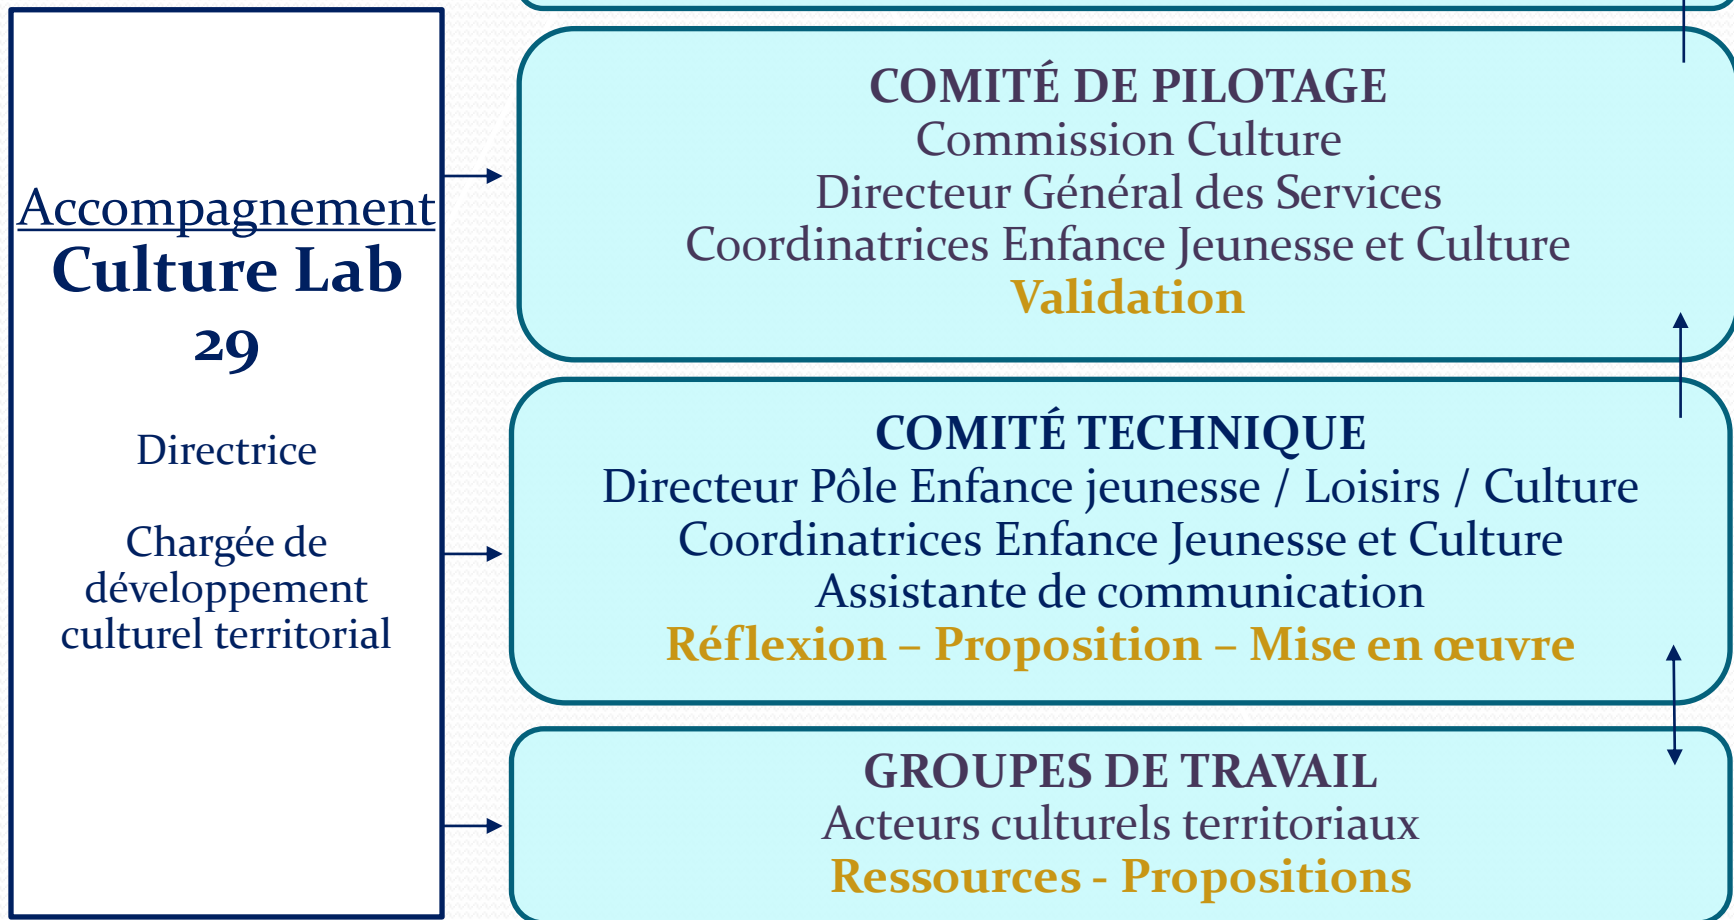 Accompagnement
Culture Lab
29
Directrice
Chargée de
développement
culturel territorial
COMITÉ DE PILOTAGE
Commission Culture
Directeur Général des Services
Coordinatrices Enfance Jeunesse et Culture
Validation
COMITÉ TECHNIQUE
Directeur Pôle Enfance jeunesse / Loisirs / Culture
Coordinatrices Enfance Jeunesse et Culture
Assistante de communication
Réflexion – Proposition – Mise en œuvre
GROUPES DE TRAVAIL
Acteurs culturels territoriaux
Ressources - Propositions